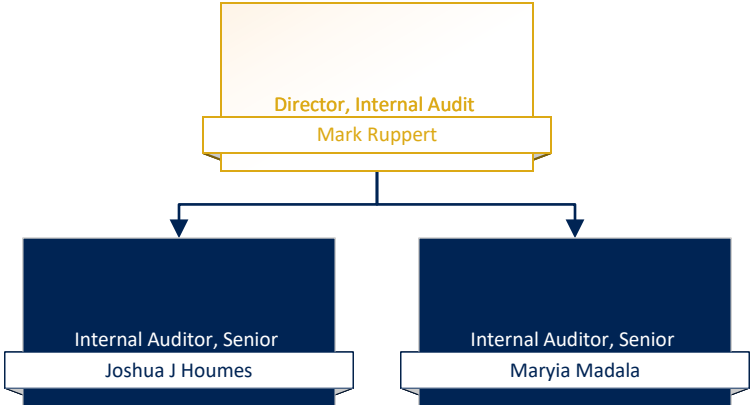 Director, Internal Audit
Mark Ruppert
Internal Auditor, Senior
Joshua J Houmes
Internal Auditor, Senior
Maryia Madala